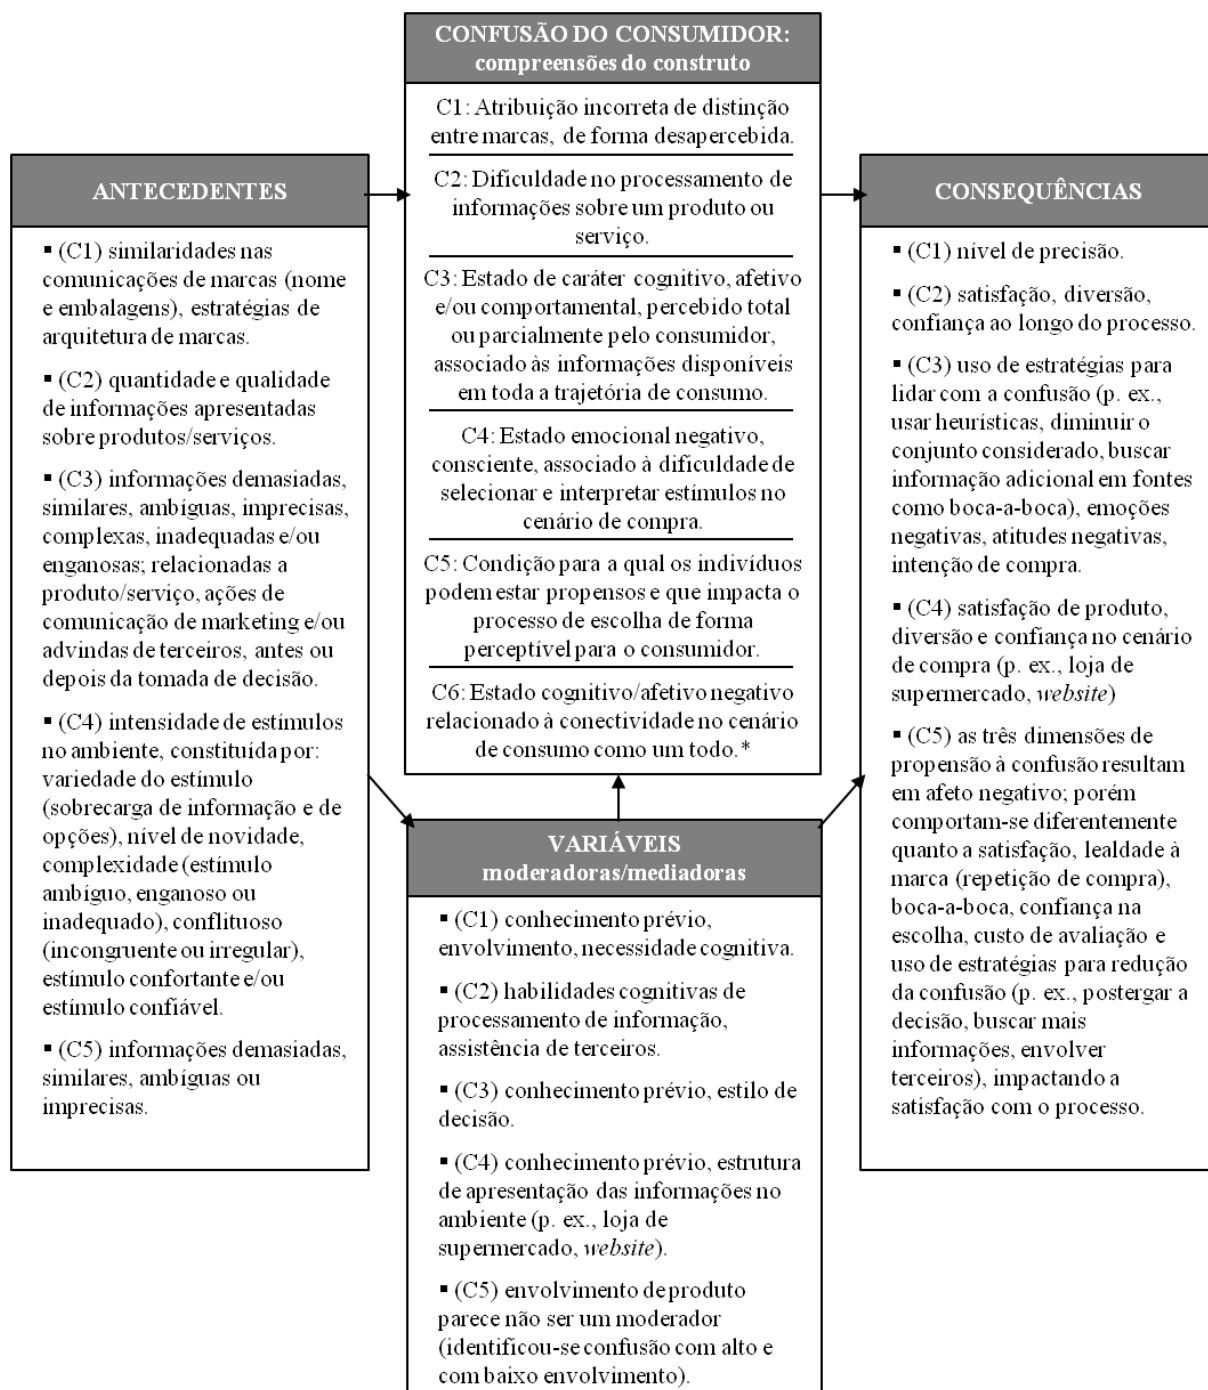 CONFUSÃO DO CONSUMIDOR:
compreensões do construto
C1: Atribuição incorreta de distinção
entre marcas, de forma desapercebida.
C2: Dificuldade no processamento de
informações sobre um produto ou
serviço.
C3: Estado de caráter cognitivo, afetivo
e/ou comportamental, percebido total
ou parcialmente pelo consumidor,
associado às informações disponíveis
em toda a trajetória de consumo.
C4: Estado emocional negativo,
consciente, associado à dificuldade de
selecionar e interpretar estímulos no
cenário de compra.
C5: Condição para a qual os indivíduos
podem estar propensos e que impacta o
processo de escolha de forma
perceptível para o consumidor.
C6: Estado cognitivo/afetivo negativo
relacionado à conectividade no cenário
de consumo como um todo.*
ANTECEDENTES
▪ (C1) similaridades nas
comunicações de marcas (nome
e embalagens), estratégias de
arquitetura de marcas.
▪ (C2) quantidade e qualidade
de informações apresentadas
sobre produtos/serviços.
▪ (C3) informações demasiadas,
similares, ambíguas, imprecisas,
complexas, inadequadas e/ou
enganosas; relacionadas a
produto/serviço, ações de
comunicação de marketing e/ou
advindas de terceiros, antes ou
depois da tomada de decisão.
▪ (C4) intensidade de estímulos
no ambiente, constituída por:
variedade do estímulo
(sobrecarga de informação e de
opções), nível de novidade,
complexidade (estímulo
ambíguo, enganoso ou
inadequado), conflituoso
(incongruente ou irregular),
estímulo confortante e/ou
estímulo confiável.
▪ (C5) informações demasiadas,
similares, ambíguas ou
imprecisas.
VARIÁVEIS
moderadoras/mediadoras
▪ (C1) conhecimento prévio,
envolvimento, necessidade cognitiva.
▪ (C2) habilidades cognitivas de
processamento de informação,
assistência de terceiros.
▪ (C3) conhecimento prévio, estilo de
decisão.
▪ (C4) conhecimento prévio, estrutura
de apresentação das informações no
ambiente (p. ex., loja de
supermercado, website).
▪ (C5) envolvimento de produto
parece não ser um moderador
(identificou-se confusão com alto e
com baixo envolvimento).
CONSEQUÊNCIAS
▪ (C1) nível de precisão.
▪ (C2) satisfação, diversão,
confiança ao longo do processo.
▪ (C3) uso de estratégias para
lidar com a confusão (p. ex.,
usar heurísticas, diminuir o
conjunto considerado, buscar
informação adicional em fontes
como boca-a-boca), emoções
negativas, atitudes negativas,
intenção de compra.
▪ (C4) satisfação de produto,
diversão e confiança no cenário
de compra (p. ex., loja de
supermercado, website)
▪ (C5) as três dimensões de
propensão à confusão resultam
em afeto negativo; porém
comportam-se diferentemente
quanto a satisfação, lealdade à
marca (repetição de compra),
boca-a-boca, confiança na
escolha, custo de avaliação e
uso de estratégias para redução
da confusão (p. ex., postergar a
decisão, buscar mais
informações, envolver
terceiros), impactando a
satisfação com o processo.